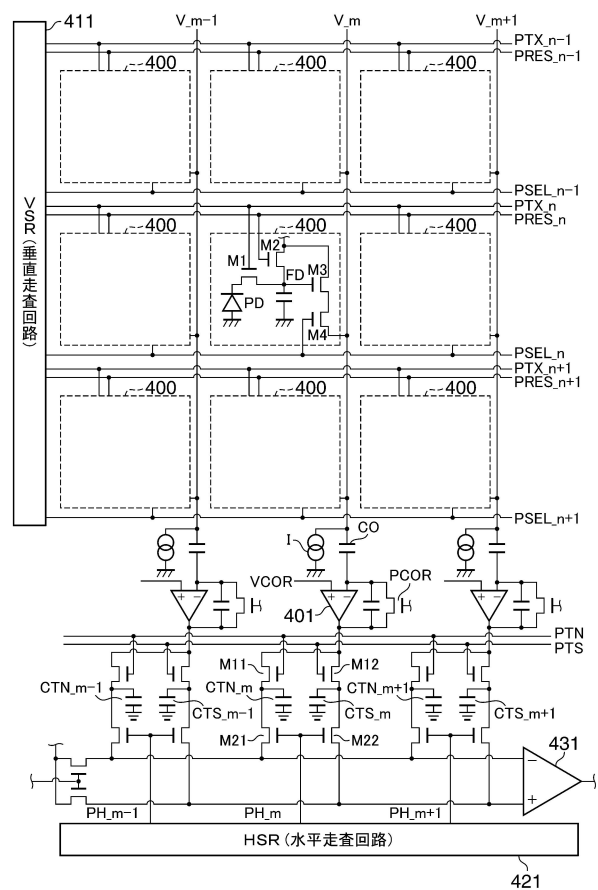 411
V_m-1
V_m
V_m+1
PTX_n-1
PRES_n-1
400
400
400
PSEL_n-1
PTX_n
PRES_n
400
400
400
M2
M1
FD
M3
PD
M4
VSR(垂直走査回路)
PSEL_n
PTX_n+1
PRES_n+1
400
400
400
PSEL_n+1
I
CO
VCOR
PCOR
+ -
+ -
+ -
401
PTN
PTS
M11
M12
CTN_m-1
CTN_m
CTN_m+1
CTS_m-1
CTS_m
CTS_m+1
M21
M22
431
-
+
PH_m-1
PH_m
PH_m+1
HSR(水平走査回路)
421